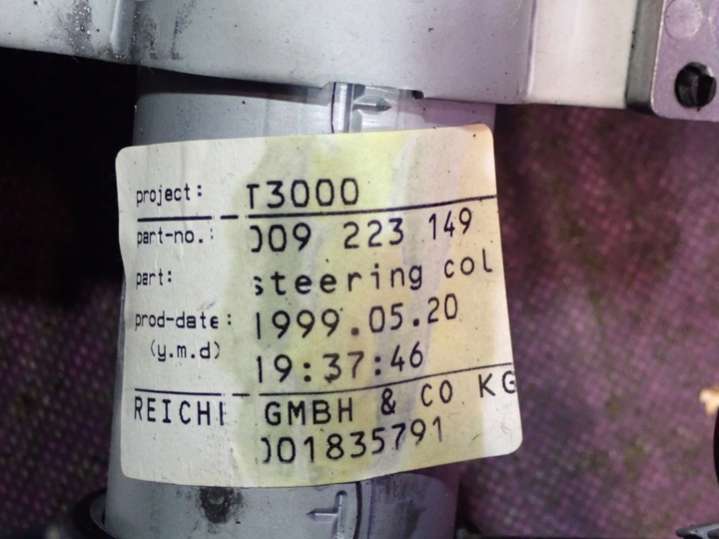 project: T3000
part-no.: 009 223 149
part: steering col
prod-date: 1999.05.20
(y.m.d) 19:37:46
GMBH & CO KG
001835791